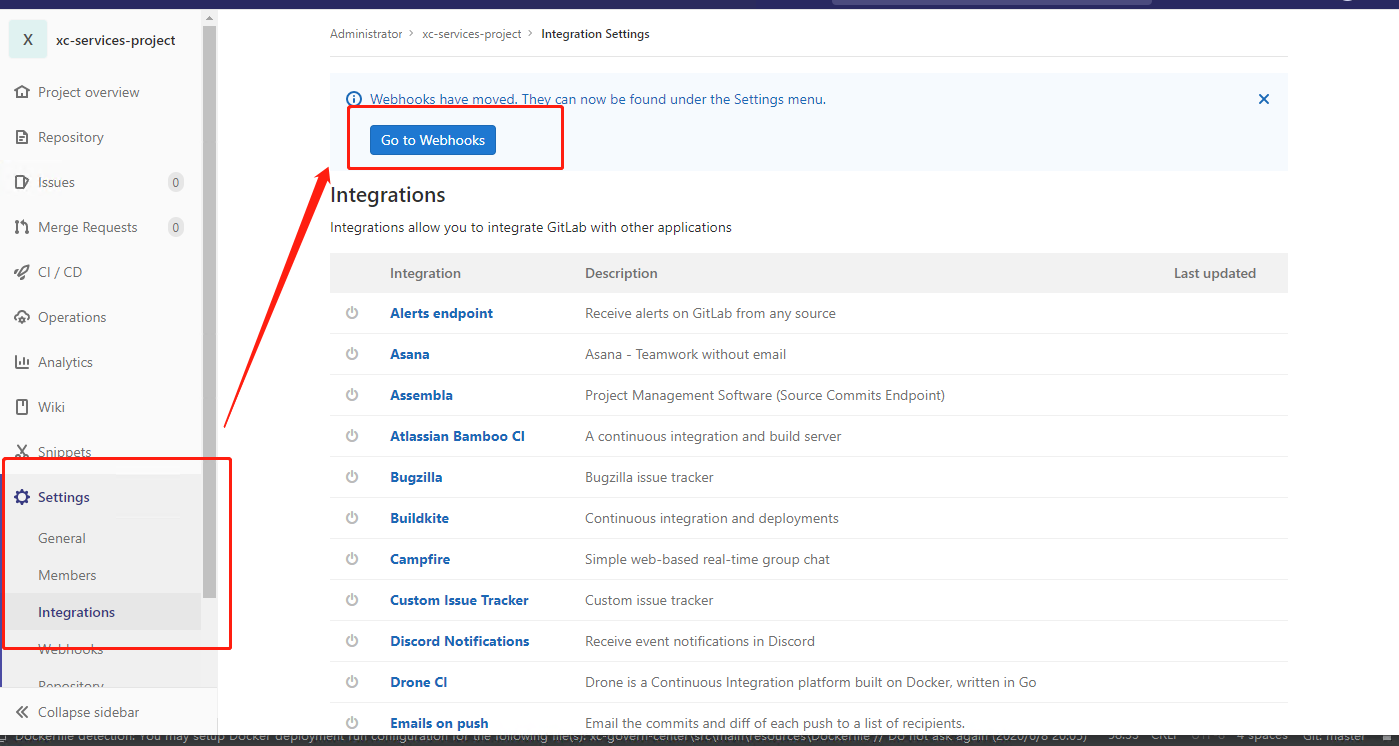 X xc-services-project
Project overview
Repository
Issues 0
Merge Requests 0
CI / CD
Operations
Analytics
Wiki
Snippets
Settings
General
Members
Integrations
Webhooks
Repository
Collapse sidebar
Administrator > xc-services-project > Integration Settings
Webhooks have moved. They can now be found under the Settings menu.
Go to Webhooks
Integrations
Integrations allow you to integrate GitLab with other applications
Integration Description Last updated
Alerts endpoint Receive alerts on GitLab from any source
Asana Asana - Teamwork without email
Assembla Project Management Software (Source Commits Endpoint)
Atlassian Bamboo CI A continuous integration and build server
Bugzilla Bugzilla issue tracker
Buildkite Continuous integration and deployments
Campfire Simple web-based real-time group chat
Custom Issue Tracker Custom issue tracker
Discord Notifications Receive event notifications in Discord
Drone CI Drone is a Continuous Integration platform built on Docker, written in Go
Emails on push Email the commits and diff of each push to a list of recipients.
Dockerfile detection: You may setup Docker deployment run configuration for the following file(s): xc-govern-center\src\main\resources\Dockerfile // Do not ask again CRLF 4 spaces Git: master